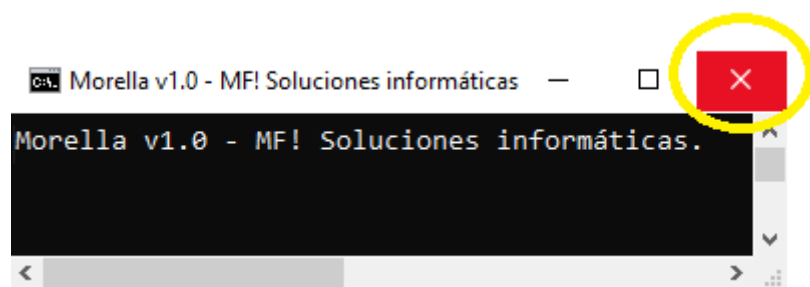 Morella v1.0 - MF! Soluciones informáticas
Morella v1.0 - MF! Soluciones informáticas.